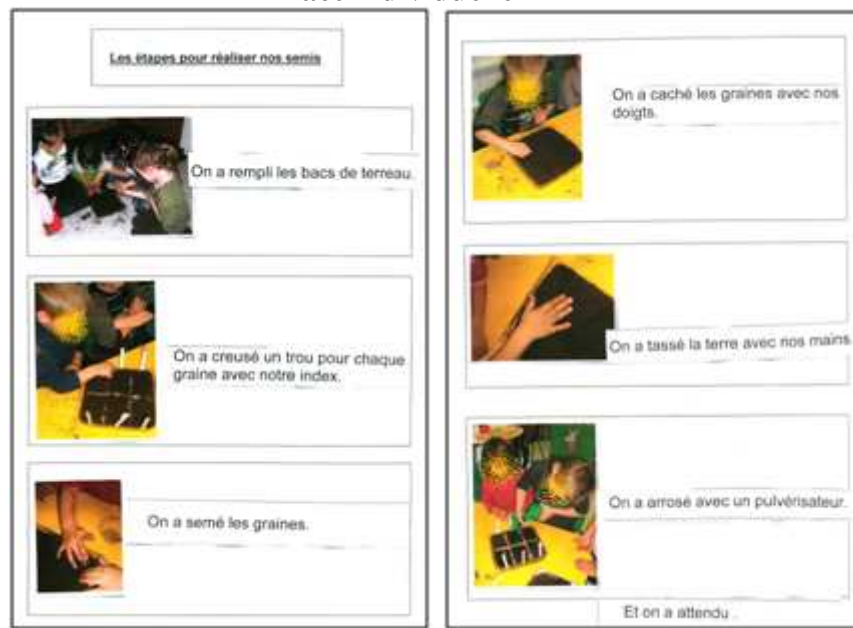 Les étapes pour réaliser nos semis
On a rempli les bacs de terreau.
On a creusé un trou pour chaque
graine avec notre index.
On a semé les graines.
On a caché les graines avec nos
doigts.
On a tassé la terre avec nos mains
On a arrosé avec un pulvérisateur.
Et on a attendu .